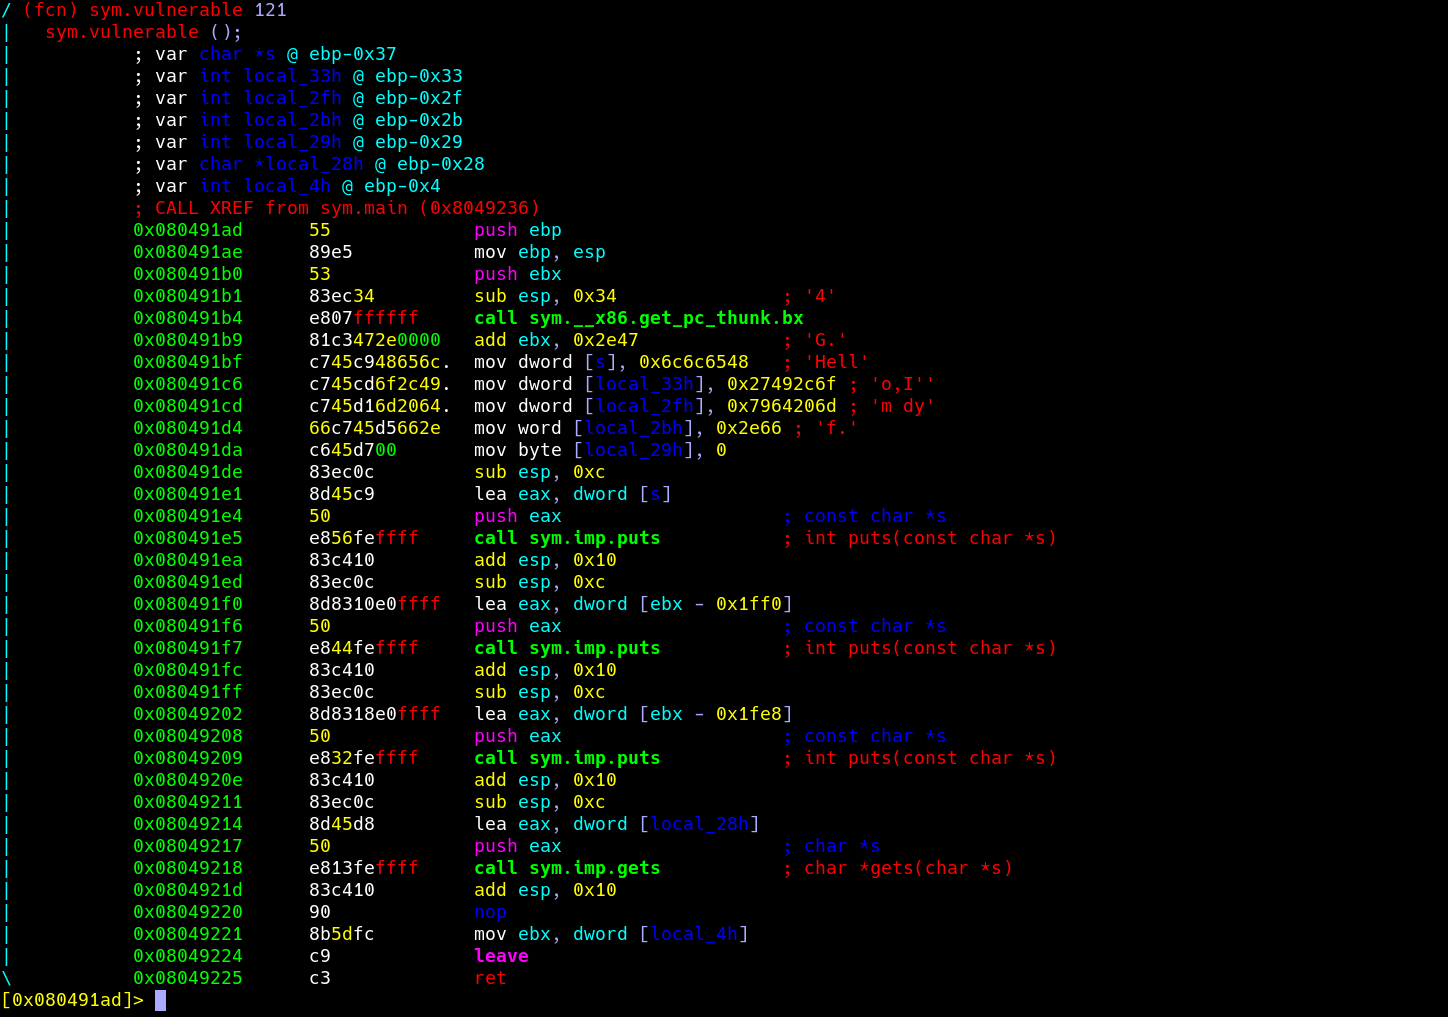 / (fcn) sym.vulnerable 121
|   sym.vulnerable ();
|           ; var char *s @ ebp-0x37
|           ; var int local_33h @ ebp-0x33
|           ; var int local_2fh @ ebp-0x2f
|           ; var int local_2bh @ ebp-0x2b
|           ; var int local_29h @ ebp-0x29
|           ; var char *local_28h @ ebp-0x28
|           ; var int local_4h @ ebp-0x4
|           ; CALL XREF from sym.main (0x8049236)
|           0x080491ad      55             push ebp
|           0x080491ae      89e5           mov ebp, esp
|           0x080491b0      53             push ebx
|           0x080491b1      83ec34         sub esp, 0x34               ; '4'
|           0x080491b4      e807ffffff     call sym.__x86.get_pc_thunk.bx
|           0x080491b9      81c3472e0000   add ebx, 0x2e47             ; 'G.'
|           0x080491bf      c745c948656c.  mov dword [s], 0x6c6c6548   ; 'Hell'
|           0x080491c6      c745cd6f2c49.  mov dword [local_33h], 0x27492c6f ; 'o,I''
|           0x080491cd      c745d16d2064.  mov dword [local_2fh], 0x7964206d ; 'm dy'
|           0x080491d4      66c745d5662e   mov word [local_2bh], 0x2e66 ; 'f.'
|           0x080491da      c645d700       mov byte [local_29h], 0
|           0x080491de      83ec0c         sub esp, 0xc
|           0x080491e1      8d45c9         lea eax, dword [s]
|           0x080491e4      50             push eax                    ; const char *s
|           0x080491e5      e856feffff     call sym.imp.puts           ; int puts(const char *s)
|           0x080491ea      83c410         add esp, 0x10
|           0x080491ed      83ec0c         sub esp, 0xc
|           0x080491f0      8d8310e0ffff   lea eax, dword [ebx - 0x1ff0]
|           0x080491f6      50             push eax                    ; const char *s
|           0x080491f7      e844feffff     call sym.imp.puts           ; int puts(const char *s)
|           0x080491fc      83c410         add esp, 0x10
|           0x080491ff      83ec0c         sub esp, 0xc
|           0x08049202      8d8318e0ffff   lea eax, dword [ebx - 0x1fe8]
|           0x08049208      50             push eax                    ; const char *s
|           0x08049209      e832feffff     call sym.imp.puts           ; int puts(const char *s)
|           0x0804920e      83c410         add esp, 0x10
|           0x08049211      83ec0c         sub esp, 0xc
|           0x08049214      8d45d8         lea eax, dword [local_28h]
|           0x08049217      50             push eax                    ; char *s
|           0x08049218      e813feffff     call sym.imp.gets           ; char *gets(char *s)
|           0x0804921d      83c410         add esp, 0x10
|           0x08049220      90             nop
|           0x08049221      8b5dfc         mov ebx, dword [local_4h]
|           0x08049224      c9             leave
\           0x08049225      c3             ret
[0x080491ad]>